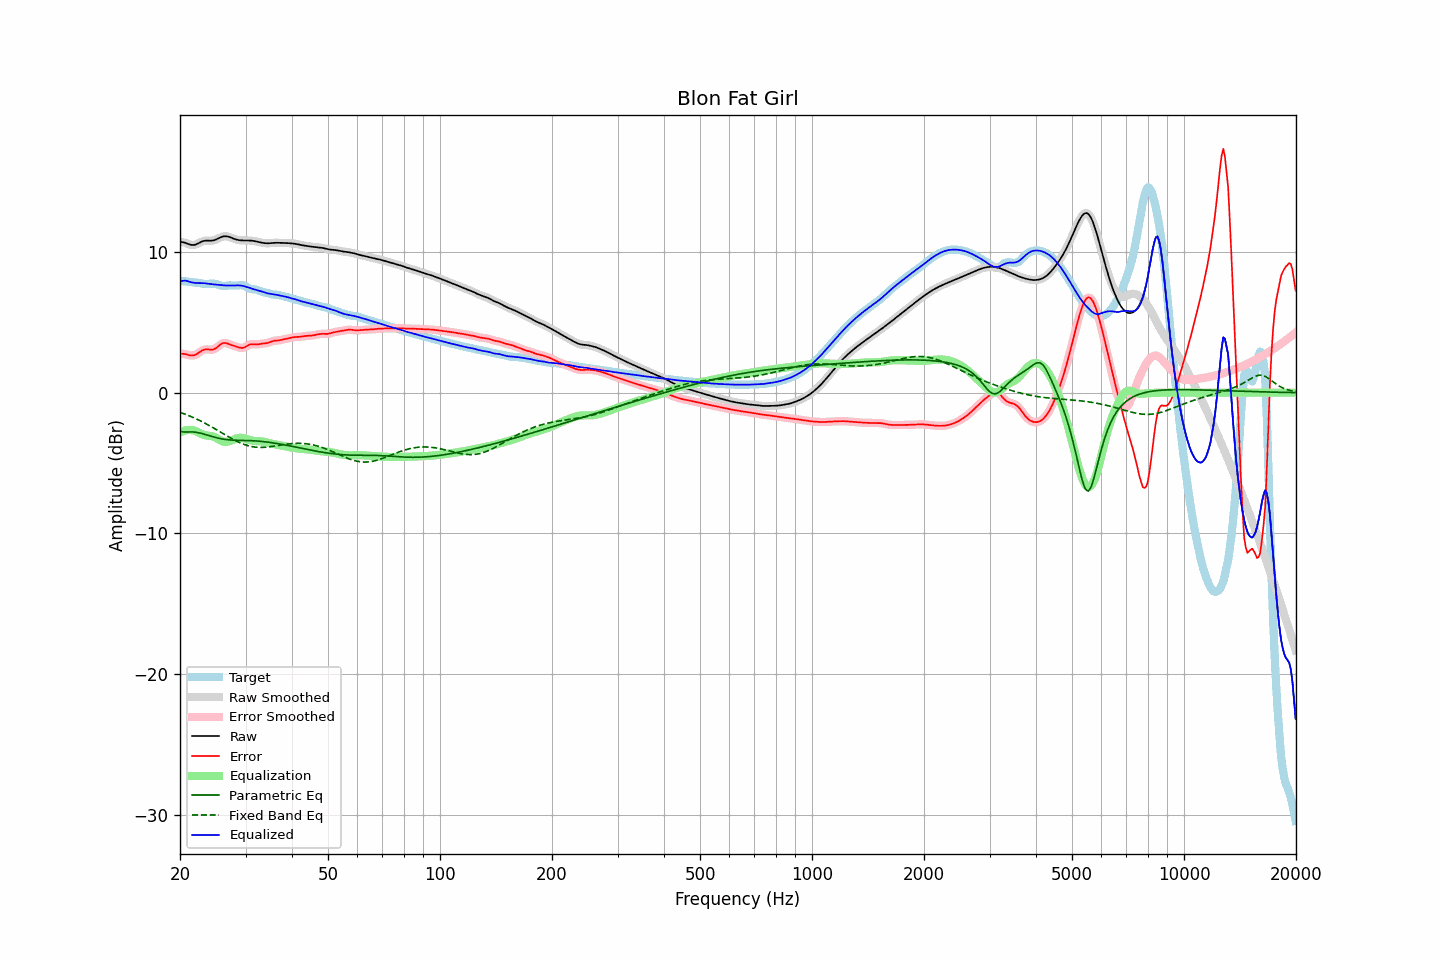 Blon Fat Girl
Amplitude (dBr)
10
0
−10
−20
−30
Target
Raw Smoothed
Error Smoothed
Raw
Error
Equalization
Parametric Eq
Fixed Band Eq
Equalized
20 50 100 200 500 1000 2000 5000 10000 20000
Frequency (Hz)